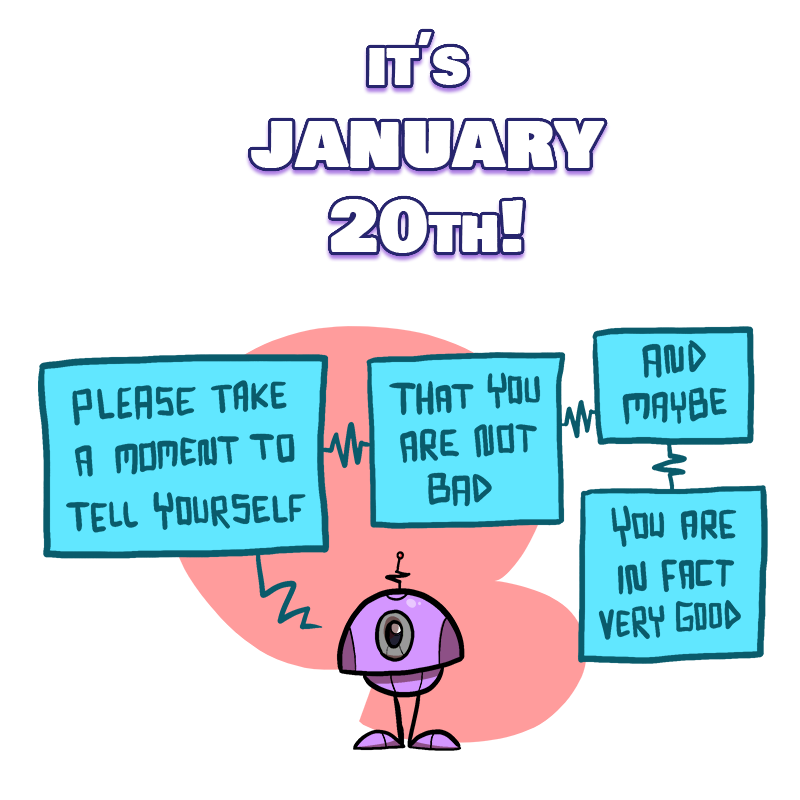 IT'S
JANUARY
20TH!
PLEASE TAKE
A MOMENT TO
TELL YOURSELF
THAT YOU
ARE NOT
BAD
AND
MAYBE
YOU ARE
IN FACT
VERY GOOD